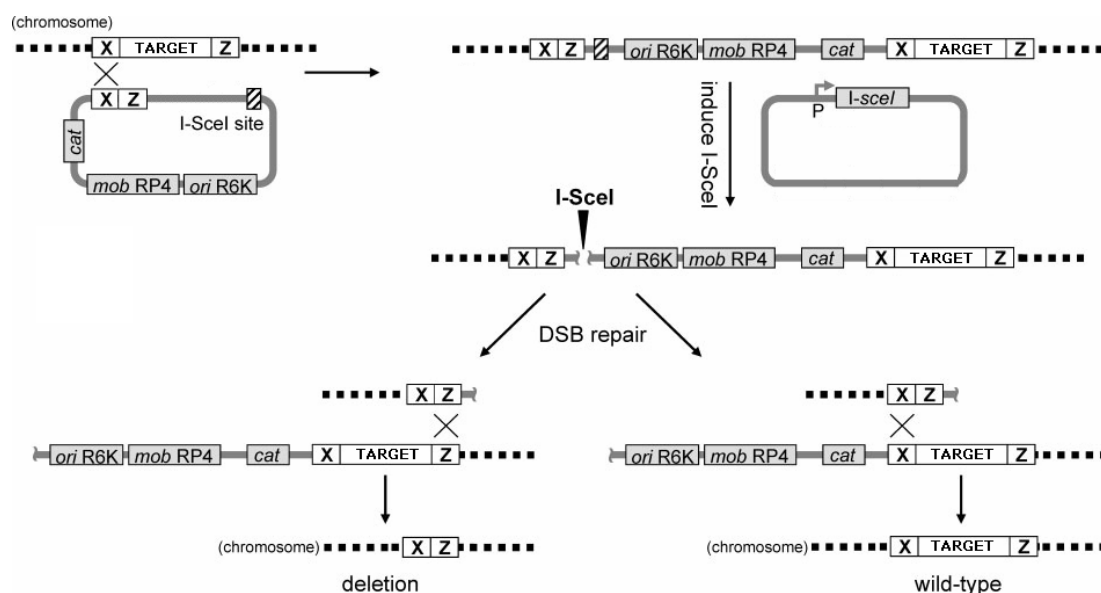 (chromosome)
X TARGET Z
X Z
I-SceI site
cat
mob RP4 ori R6K
X Z ori R6K mob RP4 cat X TARGET Z
induce I-SceI
P I-sceI
I-SceI
X Z ori R6K mob RP4 cat X TARGET Z
DSB repair
X Z
ori R6K mob RP4 cat X TARGET Z
(chromosome) X Z
deletion
X Z
ori R6K mob RP4 cat X TARGET Z
(chromosome) X TARGET Z
wild-type